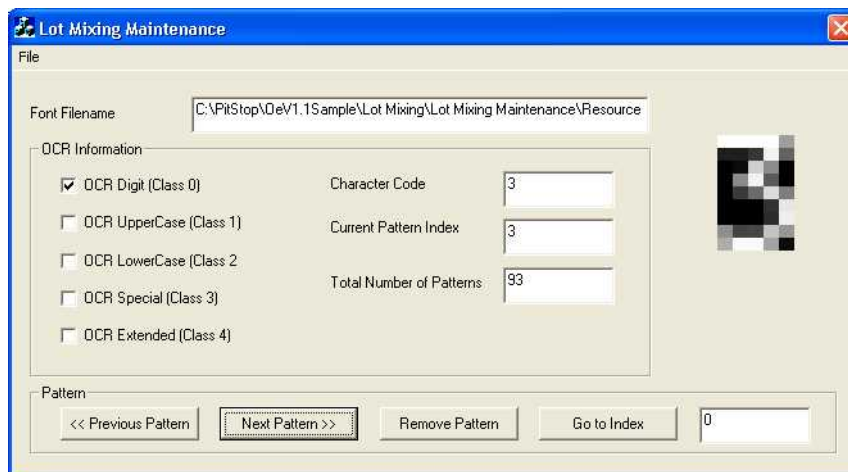 Lot Mixing Maintenance
File
Font Filename
C:\PitStop\OeV1.1Sample\Lot Mixing\Lot Mixing Maintenance\Resource
OCR Information
OCR Digit (Class 0)
Character Code
3
OCR UpperCase (Class 1)
Current Pattern Index
3
OCR LowerCase (Class 2
Total Number of Patterns
93
OCR Special (Class 3)
OCR Extended (Class 4)
Pattern
<< Previous Pattern
Next Pattern >>
Remove Pattern
Go to Index
0